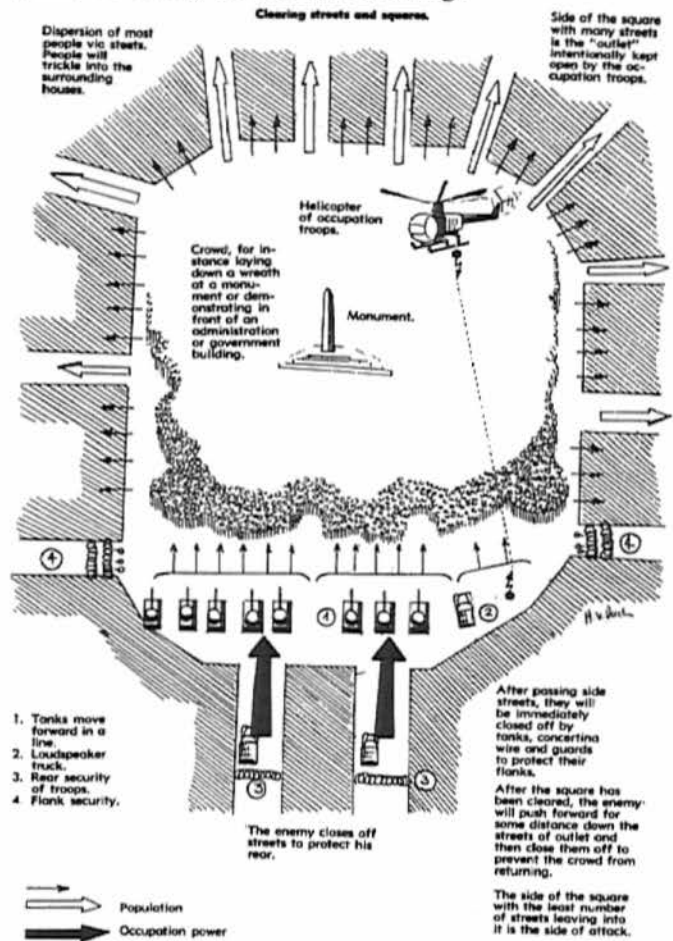 Clearing streets and squares.
Dispersion of most
people via steets.
People will
trickle into the
surrounding
houses.
Side of the square
with many streets
is the "outlet"
intentionally kept
open by the oc-
cupation troops.
Helicopter
of occupation
troops.
Crowd, for in-
stance laying
down a wreath
at a monu-
ment or dem-
onstrating in
front of an
administration
or government
building.
Monument.
4
4
1
2
1. Tanks move
forward in a
line.
2. Loudspeaker
truck.
3. Rear security
of troops.
4. Flank security.
3
3
The enemy closes off
streets to protect his
rear.
After passing side
streets, they will
be immediately
closed off by
tanks, concertina
wire and guards
to protect their
flanks.
After the square has
been cleared, the enemy
will push forward for
some distance down the
streets of outlet and
then close them off to
prevent the crowd from
returning.
The side of the square
with the least number
of streets leaving into
it is the side of attack.
Population
Occupation power